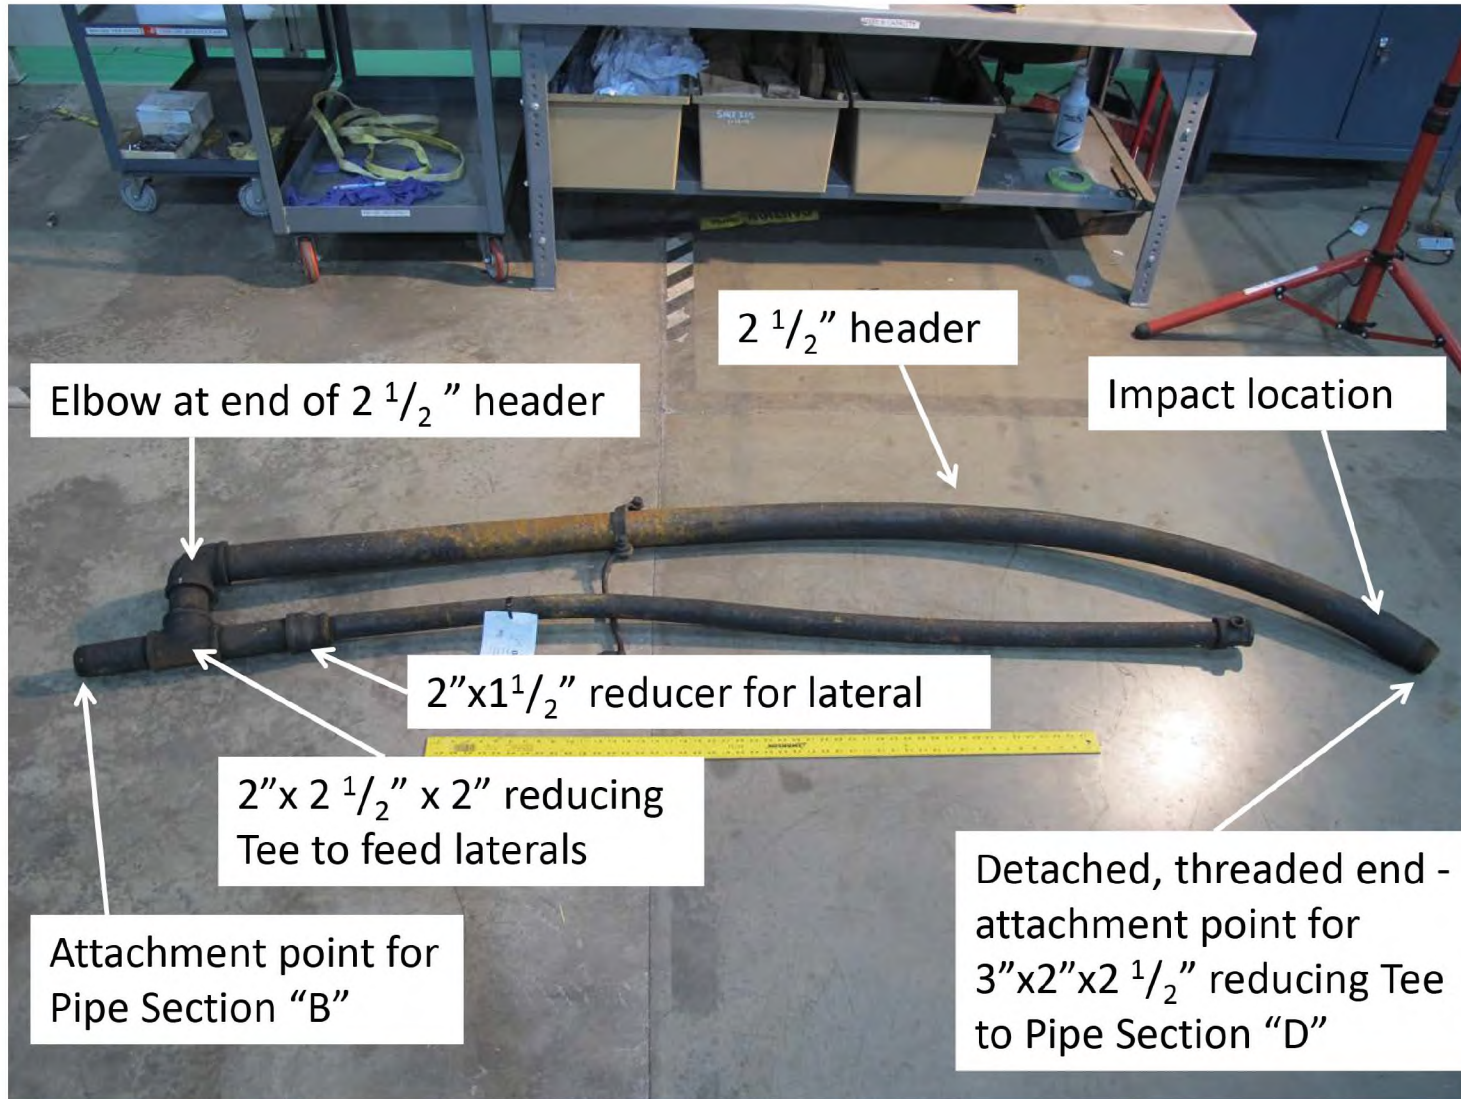 2 1/2” header
Elbow at end of 2 1/2 ” header
Impact location
2”x1 1/2” reducer for lateral
2”x 2 1/2” x 2” reducing
Tee to feed laterals
Detached, threaded end -
attachment point for
3”x2”x2 1/2” reducing Tee
to Pipe Section “D”
Attachment point for
Pipe Section “B”